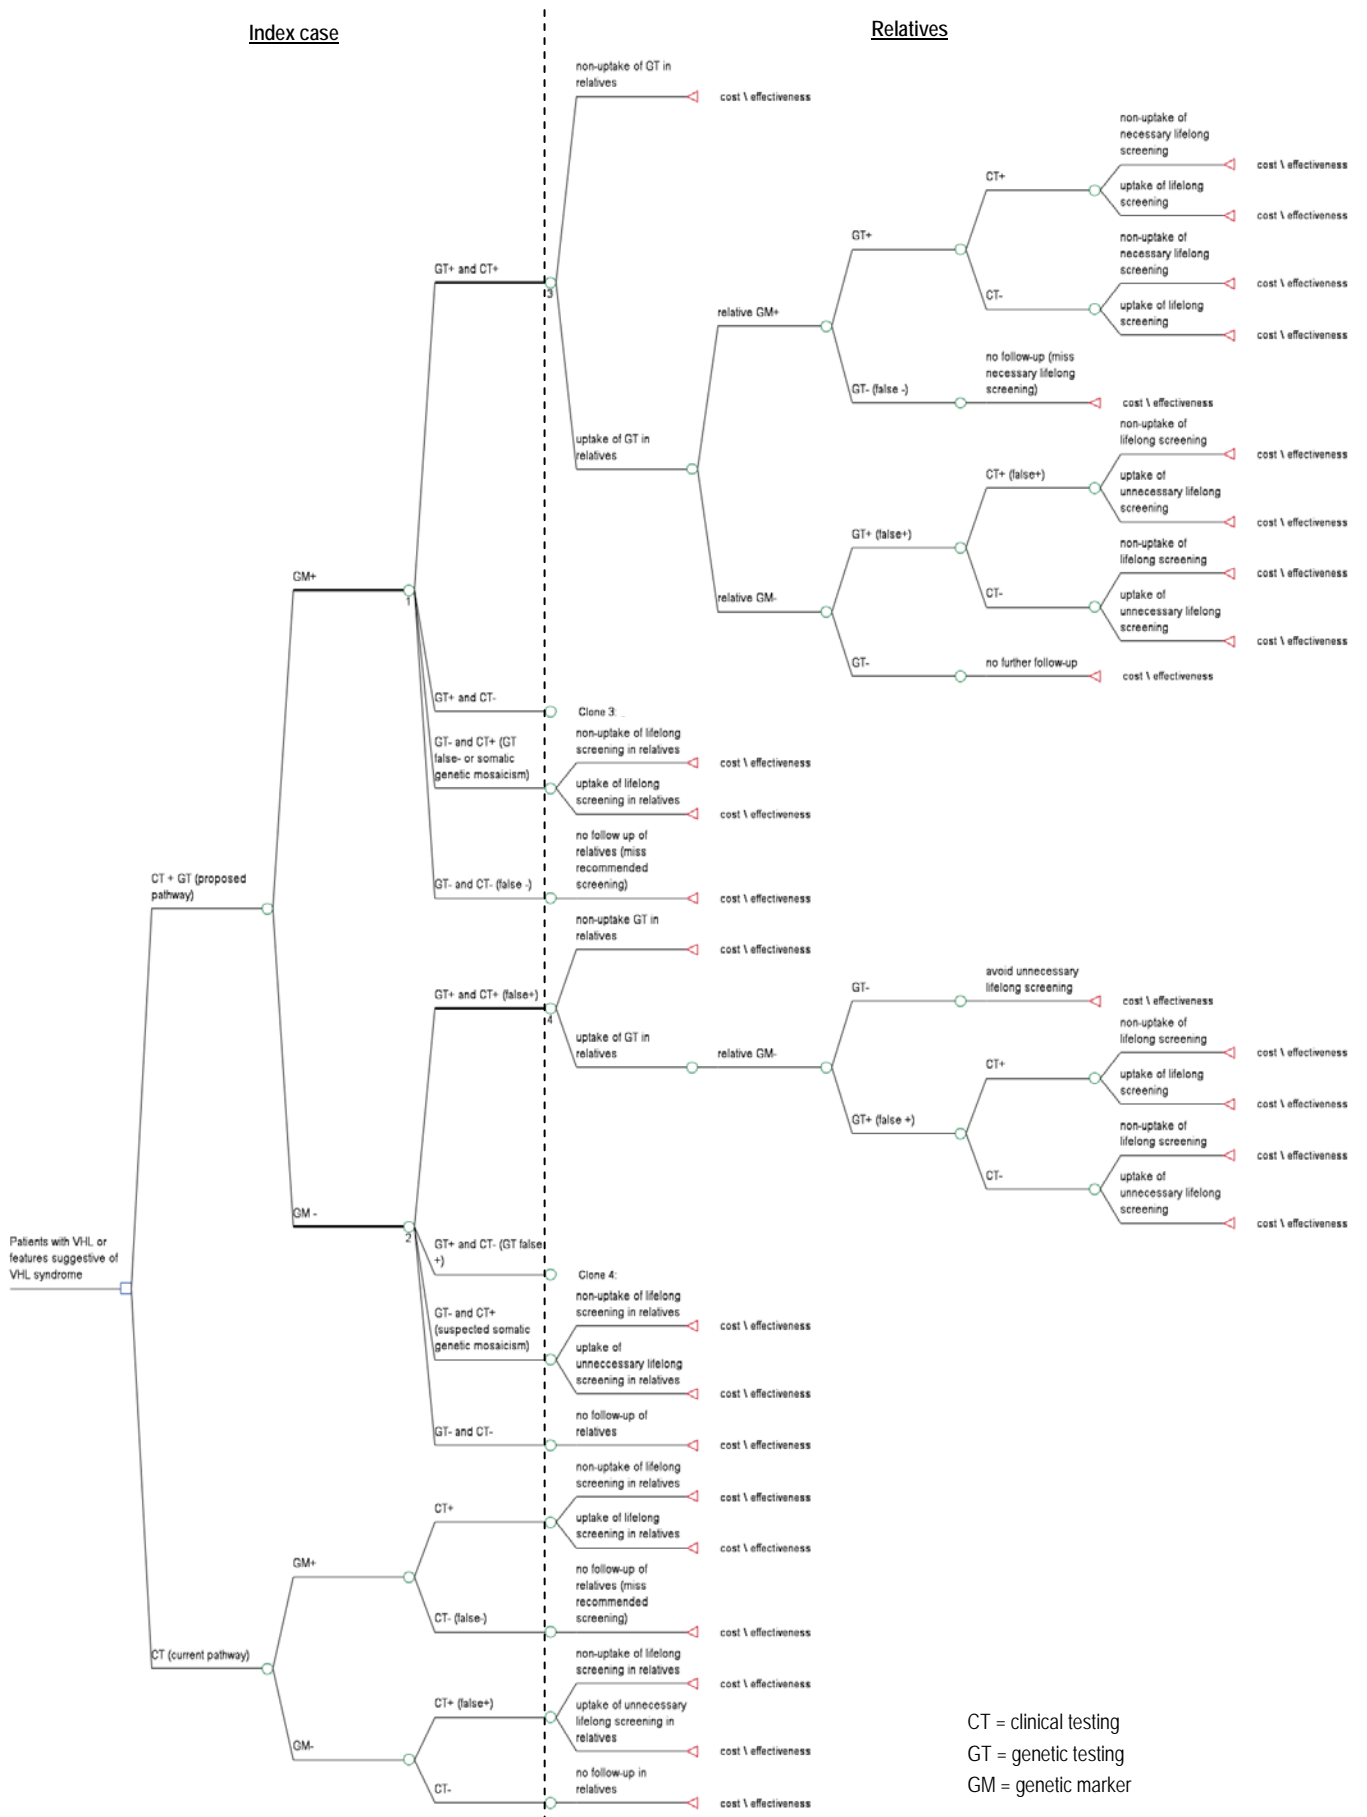 Index case
Relatives
non-uptake of GT in
relatives
cost \ effectiveness
non-uptake of
necessary lifelong
screening
cost \ effectiveness
CT+
uptake of lifelong
screening
cost \ effectiveness
GT+
non-uptake of
necessary lifelong
screening
cost \ effectiveness
CT-
uptake of lifelong
screening
cost \ effectiveness
GT+ and CT+
3
relative GM+
no follow-up (miss
necessary lifelong
screening)
GT- (false -)
cost \ effectiveness
uptake of GT in
relatives
non-uptake of
lifelong screening
cost \ effectiveness
CT+ (false+)
uptake of
unnecessary lifelong
screening
cost \ effectiveness
GT+ (false+)
non-uptake of
lifelong screening
cost \ effectiveness
CT-
uptake of
unnecessary lifelong
screening
cost \ effectiveness
relative GM-
GT-
no further follow-up
cost \ effectiveness
GM+
1
GT+ and CT-
Clone 3:
GT- and CT+ (GT
false- or somatic
genetic mosaicism)
non-uptake of lifelong
screening in relatives
cost \ effectiveness
uptake of lifelong
screening in relatives
cost \ effectiveness
no follow up of
relatives (miss
recommended
screening)
GT- and CT- (false -)
cost \ effectiveness
CT + GT (proposed
pathway)
non-uptake GT in
relatives
cost \ effectiveness
GT+ and CT+ (false+)
4
uptake of GT in
relatives
relative GM-
GT-
avoid unnecessary
lifelong screening
cost \ effectiveness
non-uptake of
lifelong screening
cost \ effectiveness
CT+
uptake of lifelong
screening
cost \ effectiveness
GT+ (false +)
non-uptake of
lifelong screening
cost \ effectiveness
CT-
uptake of
unnecessary lifelong
screening
cost \ effectiveness
GM -
2
Patients with VHL or
features suggestive of
VHL syndrome
GT+ and CT- (GT false
+)
Clone 4:
GT- and CT+
(suspected somatic
genetic mosaicism)
non-uptake of lifelong
screening in relatives
cost \ effectiveness
uptake of
unneccessary lifelong
screening in relatives
cost \ effectiveness
GT- and CT-
no follow-up of
relatives
cost \ effectiveness
non-uptake of lifelong
screening in relatives
cost \ effectiveness
CT+
uptake of lifelong
screening in relatives
cost \ effectiveness
GM+
no follow-up of
relatives (miss
recommended
screening)
CT- (false-)
cost \ effectiveness
CT (current pathway)
non-uptake of lifelong
screening in relatives
cost \ effectiveness
CT+ (false+)
uptake of unnecessary
lifelong screening in
relatives
cost \ effectiveness
GM-
CT-
no follow-up in
relatives
cost \ effectiveness
CT = clinical testing
GT = genetic testing
GM = genetic marker